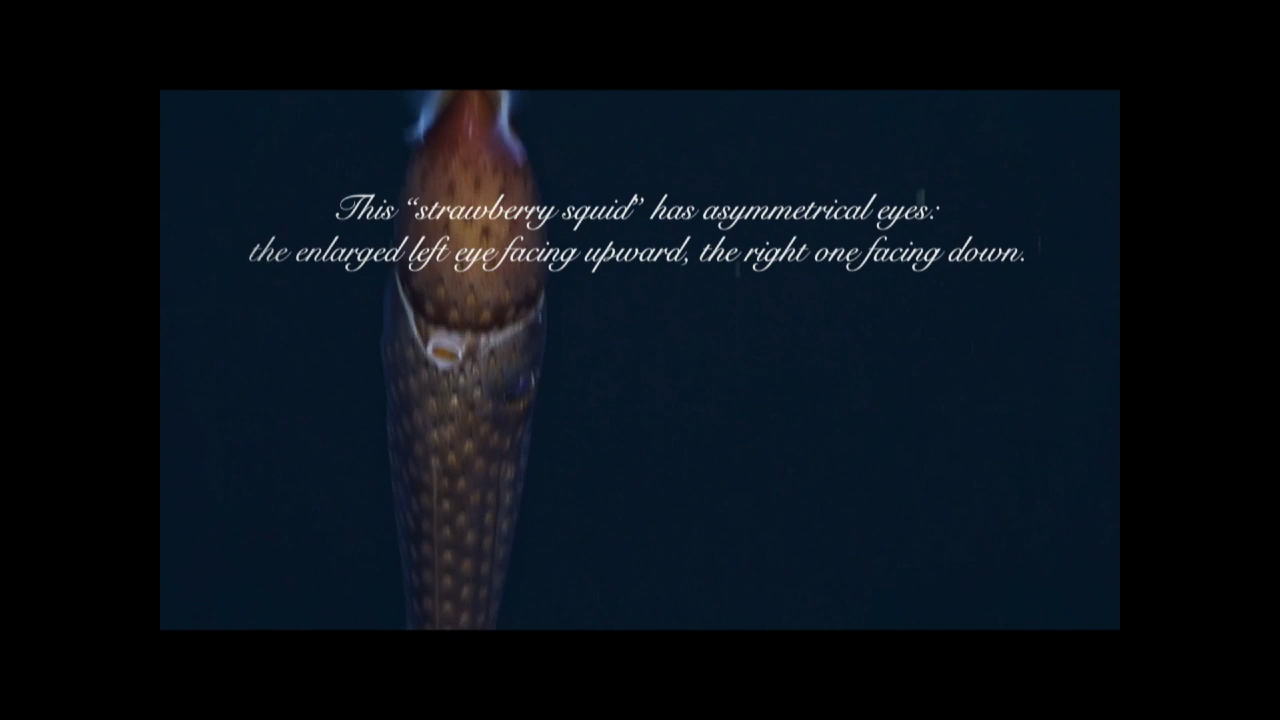 This “strawberry squid” has asymmetrical eyes:
the enlarged left eye facing upward, the right one facing down.